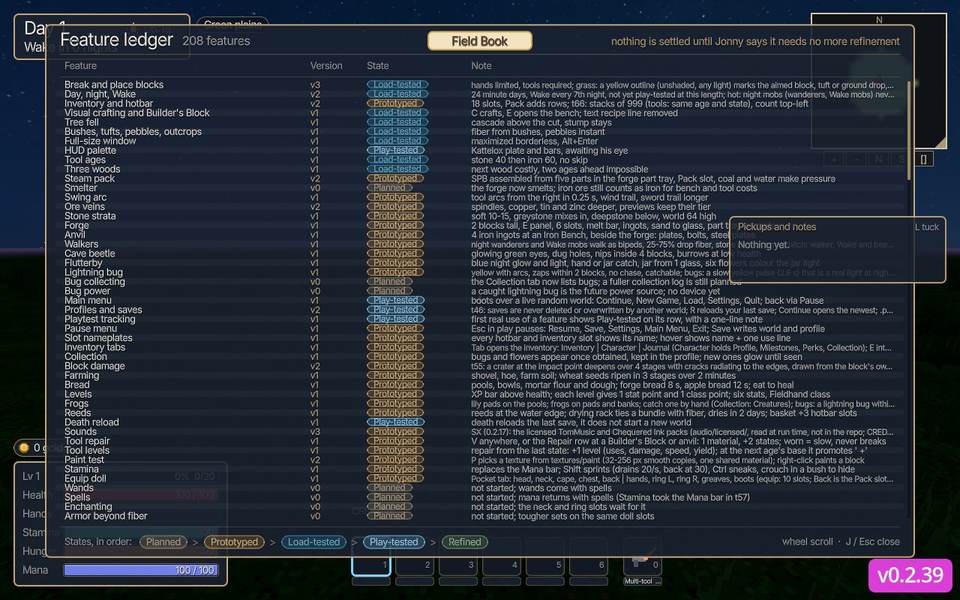 Day 1
Green plains
N
Feature ledger 208 features
Field Book
nothing is settled until Jonny says it needs no more refinement
Feature Version State Note
Break and place blocks v3 Load-tested hands limited, tools required; grass: a yellow outline (unshaded, any light) marks the aimed block, tuft or ground drop,...
Day, night, Wake v2 Load-tested 24 minute days, Wake every 7th night, not yet play-tested at this length; hot: night mobs (wanderers, Wake mobs) nev...
Inventory and hotbar v2 Prototyped 18 slots, Pack adds rows; t66: stacks of 999 (tools: same age and state), count top-left
Visual crafting and Builder's Block v1 Load-tested C crafts, E opens the bench; text recipe line removed
Tree fell v1 Load-tested cascade above the cut, stump stays
Bushes, tufts, pebbles, outcrops v1 Load-tested fiber from bushes, pebbles instant
Full-size window v1 Load-tested maximized borderless, Alt+Enter
HUD palette v1 Play-tested Kattelox plate and bars, awaiting his eye
Tool ages v1 Load-tested stone 40 then iron 60, no skip
Three woods v1 Load-tested next wood costly, two ages ahead impossible
Steam pack v2 Prototyped SPB assembled from five parts in the forge part tray, Pack slot, coal and water make pressure
Smelter v0 Planned the forge now smelts; iron ore still counts as iron for bench and tool costs
Swing arc v1 Prototyped tool arcs from the right in 0.25 s, wind trail, sword trail longer
Ore veins v2 Prototyped spindles, copper, tin and zinc deeper, previews keep their tier
Stone strata v1 Prototyped soft 10-15, greystone mixes in, deepstone below, world 64 high
Forge v1 Prototyped 2 blocks tall, E panel, 6 slots, melt bar, Ingots, sand to glass, part t
Anvil v1 Prototyped 4 iron ingots at an Iron Bench, beside the forge: plates, bolts, steel
Walkers v1 Prototyped night wanderers and Wake mobs walk as bipeds, 25-75% drop fiber, stone
Cave beetle v1 Prototyped glowing green eyes, dug holes, nips inside 4 blocks, burrows at low health
Flutterby v1 Prototyped blue night glow and light, hand or jar catch, jar from 1 glass, six flowers colour the jar light
Lightning bug v1 Prototyped yellow with arcs, zaps within 2 blocks, no chase, catchable; bugs: a slow yellow pulse (2.6 s) that is a real light at nigh...
Bug collecting v0 Planned the Collection tab now lists bugs; a fuller collection log is still planned
Bug power v0 Planned a caught lightning bug is the future power source; no device yet
Main menu v1 Play-tested boots over a live random world: Continue, New Game, Load, Settings, Quit; back via Pause
Profiles and saves v2 Play-tested t46: saves are never deleted or overwritten by another world; R reloads your last save; Continue opens the newest; .p...
Playtest tracking v1 Play-tested first real use of a feature shows Play-tested on its row, with a one-line note
Pause menu v1 Prototyped Esc in play pauses: Resume, Save, Settings, Main Menu, Exit; Save writes world and profile
Slot nameplates v1 Prototyped every hotbar and inventory slot shows its name; hover shows name + one use line
Inventory tabs v1 Prototyped Tab opens the Inventory: Inventory | Character | Journal (Character holds Profile, Milestones, Perks, Collection); E int...
Collection v1 Prototyped bugs and flowers appear once obtained, kept in the profile; new ones glow until seen
Block damage v2 Prototyped t55: a crater at the impact point deepens over 4 stages with cracks radiating to the edges, drawn from the block's ow...
Farming v1 Prototyped shovel, hoe, farm soil; wheat seeds ripen in 3 stages over 2 minutes
Bread v1 Prototyped pools, bowls, mortar flour and dough; forge bread 8 s, apple bread 12 s; eat to heal
Levels v1 Prototyped XP bar above health; each level gives 1 stat point and 1 class point; six stats, Fieldhand class
Frogs v1 Prototyped lily pads on the pools; frogs on pads and banks; catch one by hand (Collection: Creatures); bugs: a lightning bug withi...
Reeds v1 Prototyped reeds at the water edge; drying rack ties a bundle with fiber, dries in 2 days; basket +3 hotbar slots
Death reload v1 Play-tested death reloads the last save, it does not start a new world
Sounds v3 Prototyped SX (0.2.17): the licensed TomMusic and Chequered Ink packs (audio/licensed/, read at run time, not in the repo; CRED...
Tool repair v1 Prototyped V anywhere, or the Repair row at a Builder's Block or anvil: 1 material, +2 states; worn = slow, never breaks
Tool levels v1 Prototyped repair from the last state: +1 level (uses, damage, speed, yield); at the next age's base it promotes ' +'
Paint test v2 Prototyped P picks a texture from textures/paint (32-256 px smooth copies, one shared material); right-click paints a block
Stamina v1 Prototyped replaces the Mana bar; Shift sprints (drains 20/s, back at 30), Ctrl sneaks, crouch in a bush to hide
Equip doll v1 Prototyped Pocket tab: head, neck, cape, chest, back | hands, ring L, ring R, greaves, boots (equip: 10 slots; Back is the Pack slot...
Wands v0 Planned not started; wands come with spells
Spells v0 Planned not started; mana returns with spells (Stamina took the Mana bar in t57)
Enchanting v0 Planned not started; the neck and ring slots wait for it
Armor beyond fiber v0 Planned not started; tougher sets on the same doll slots
States, in order: Planned > Prototyped > Load-tested > Play-tested > Refined
wheel scroll · J / Esc close
Pickups and notes
Nothing yet.
L tuck
Lv 1 0% 0/20
Mana 100 / 100
1 2 3 4 5 6 0
Multi-tool ...
v0.2.39